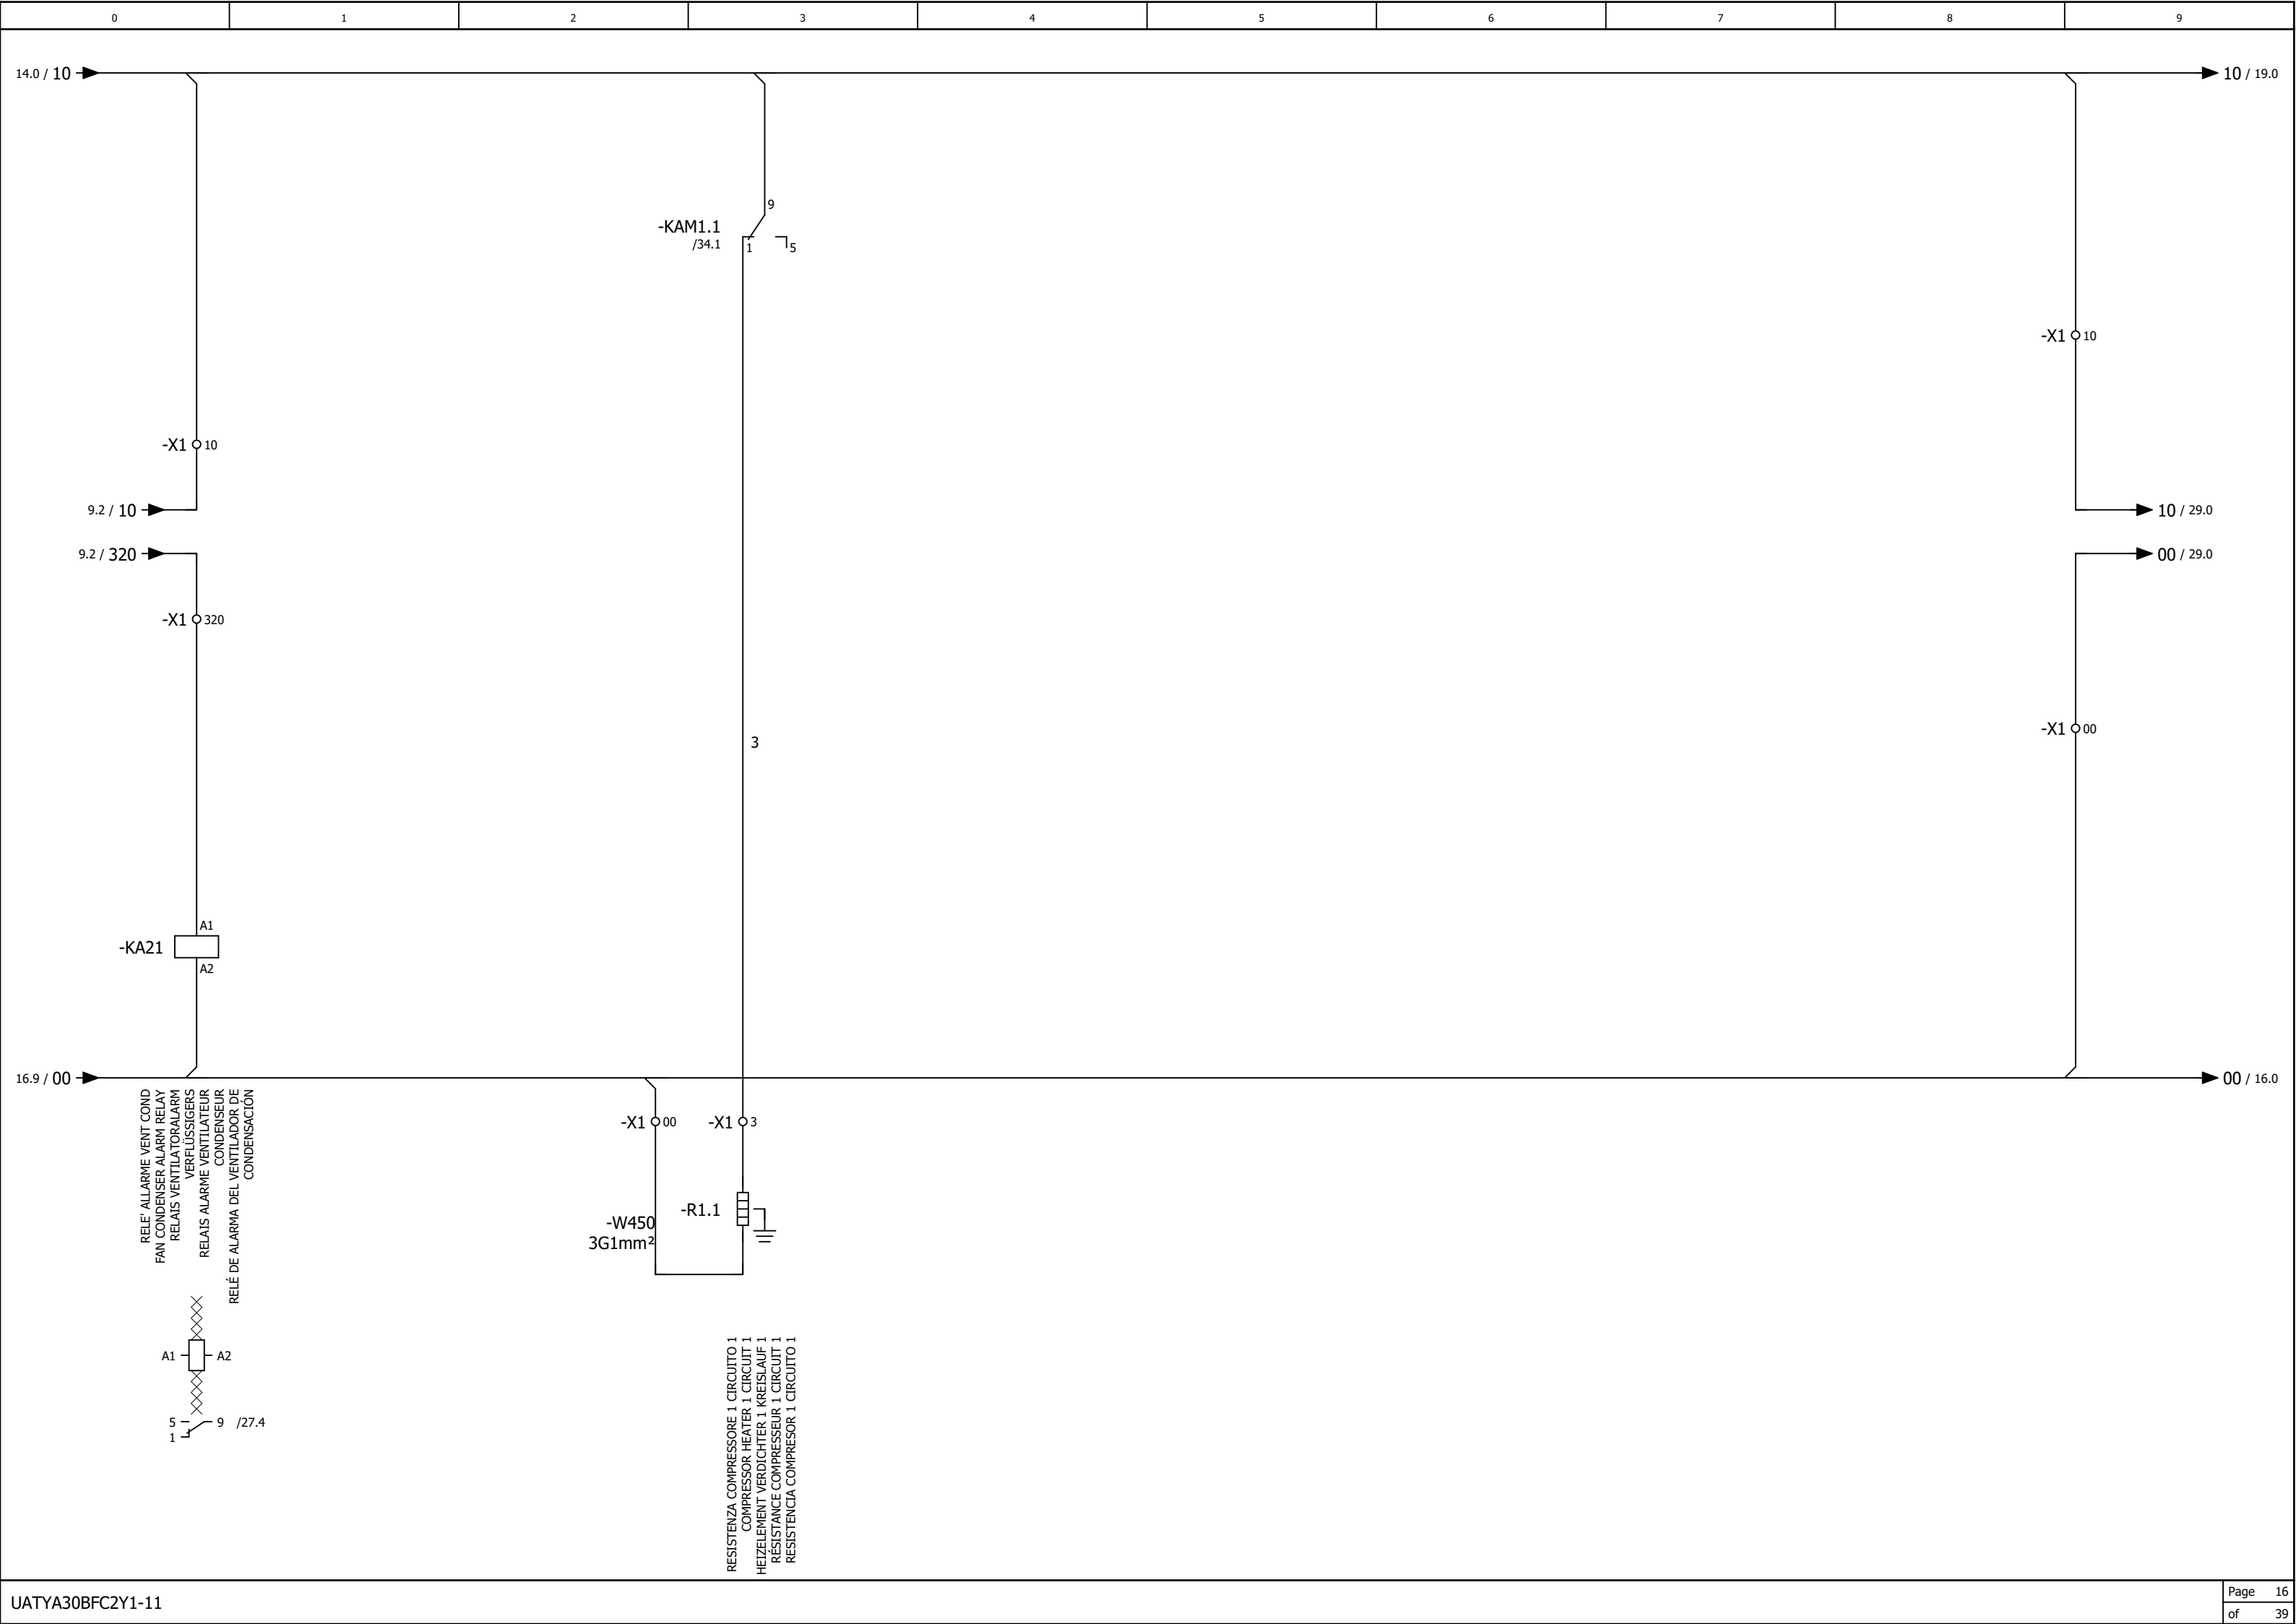 0 1 2 3 4 5 6 7 8 9
14.0 / 10
10 / 19.0
9
-KAM1.1
/34.1
1
5
-X1 10
-X1 10
9.2 / 10
10 / 29.0
9.2 / 320
00 / 29.0
-X1 320
-X1 00
3
A1
-KA21
A2
16.9 / 00
00 / 16.0
RELE' ALLARME VENT COND
FAN CONDENSER ALARM RELAY
RELAIS VENTILATORALARM
VERFLÜSSIGERS
RELAIS ALARME VENTILATEUR
CONDENSEUR
RELÉ DE ALARMA DEL VENTILADOR DE
CONDENSACIÓN
-X1 00
-X1 3
-R1.1
-W450
3G1mm²
A1
A2
5
9 /27.4
1
RESISTENZA COMPRESSORE 1 CIRCUITO 1
COMPRESSOR HEATER 1 CIRCUIT 1
HEIZELEMENT VERDICHTER 1 KREISLAUF 1
RÉSISTANCE COMPRESSEUR 1 CIRCUIT 1
RESISTENCIA COMPRESOR 1 CIRCUITO 1
UATYA30BFC2Y1-11
Page 16
of 39